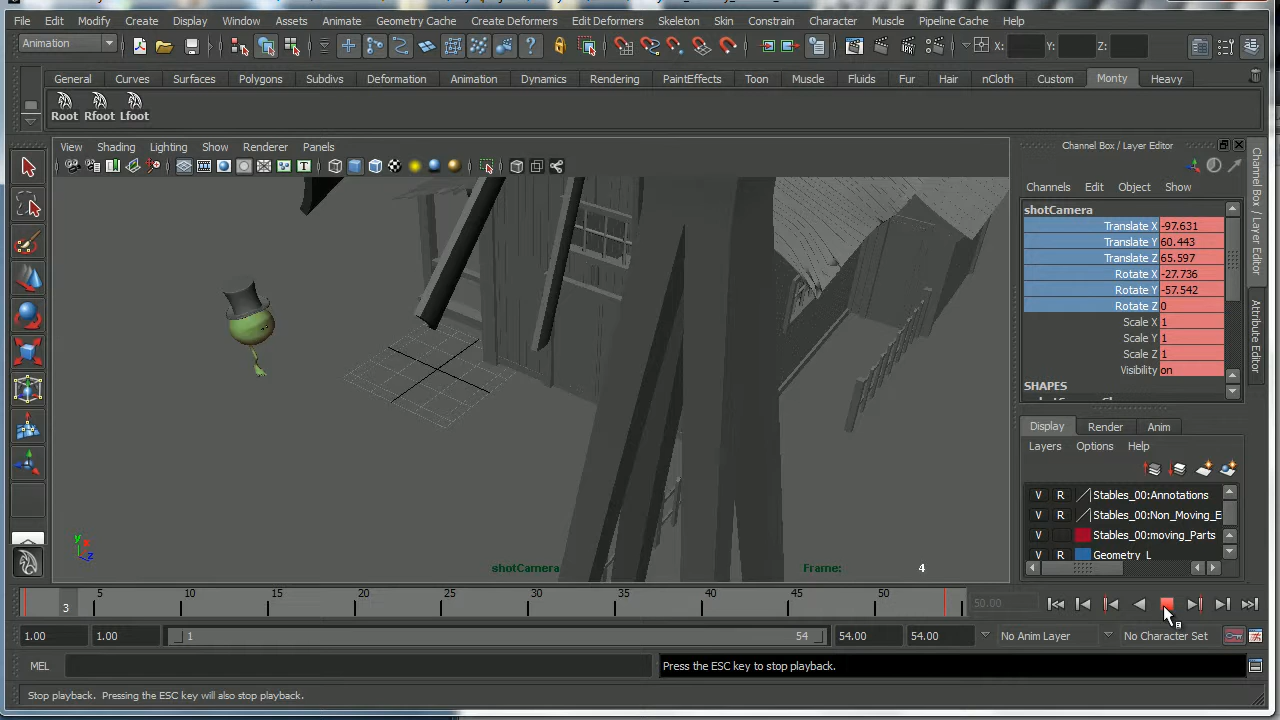 File Edit Modify Create Display Window Assets Animate Geometry Cache Create Deformers Edit Deformers Skeleton Skin Constrain Character Muscle Pipeline Cache Help
Animation X: Y: Z:
General Curves Surfaces Polygons Subdivs Deformation Animation Dynamics Rendering PaintEffects Toon Muscle Fluids Fur Hair nCloth Custom Monty Heavy
Root Rfoot Lfoot
Channel Box / Layer Editor
View Shading Lighting Show Renderer Panels
Channels Edit Object Show
shotCamera
Translate X -97.631
Translate Y 60.443
Translate Z 65.597
Rotate X -27.736
Rotate Y -57.542
Rotate Z 0
Scale X 1
Scale Y 1
Scale Z 1
Visibility on
SHAPES
Channel Box / Layer Editor
Attribute Editor
Display Render Anim
Layers Options Help
V R Stables_00:Annotations
V R Stables_00:Non_Moving_E
V Stables_00:moving_Parts
V R Geometry_L
y x z
shotCamera Frame: 4
3 5 10 15 20 25 30 35 40 45 50 50.00
1.00 1.00 1 54 54.00 54.00 No Anim Layer No Character Set
MEL Press the ESC key to stop playback.
Stop playback. Pressing the ESC key will also stop playback.